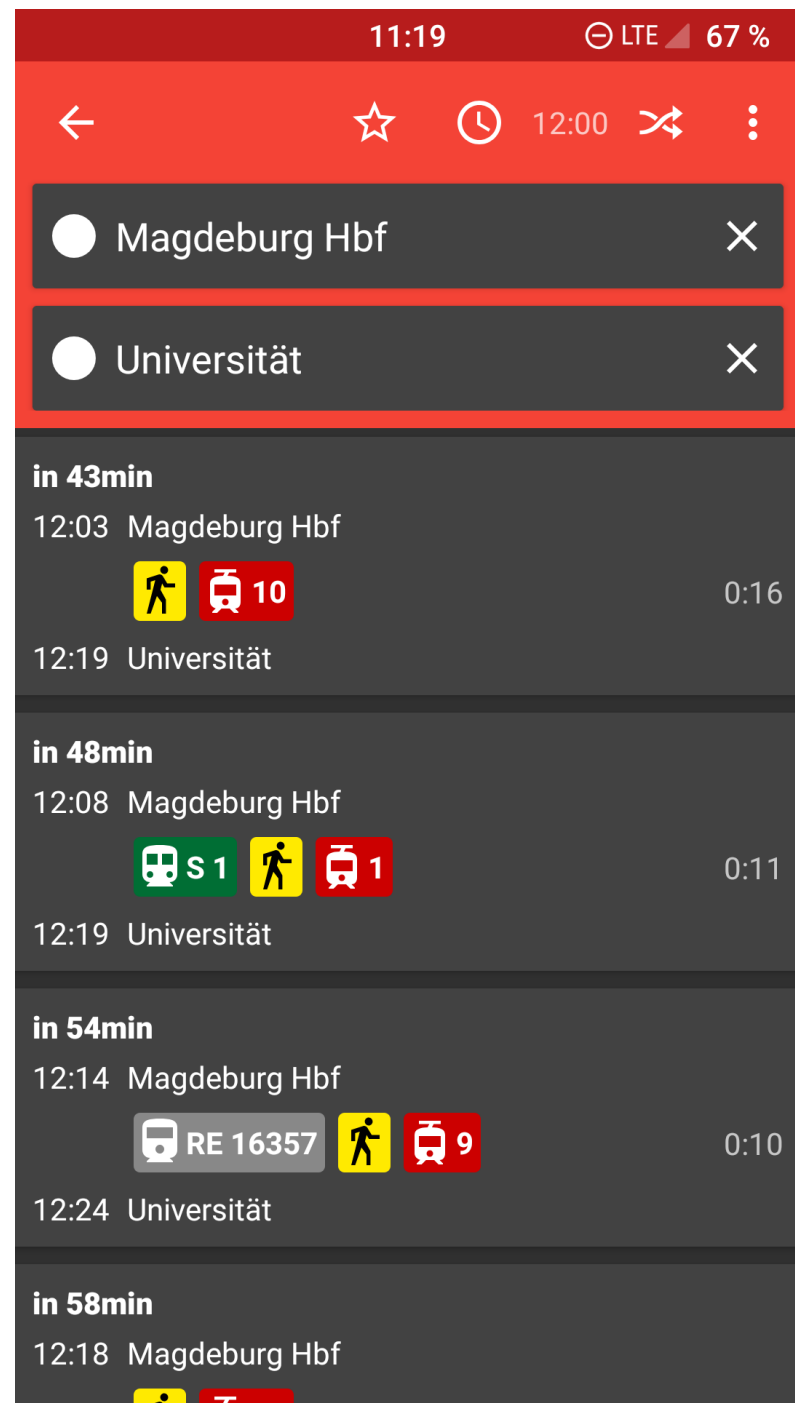 11:19 LTE 67 %
12:00
Magdeburg Hbf
Universität
in 43min
12:03 Magdeburg Hbf
10 0:16
12:19 Universität
in 48min
12:08 Magdeburg Hbf
S 1 1 0:11
12:19 Universität
in 54min
12:14 Magdeburg Hbf
RE 16357 9 0:10
12:24 Universität
in 58min
12:18 Magdeburg Hbf